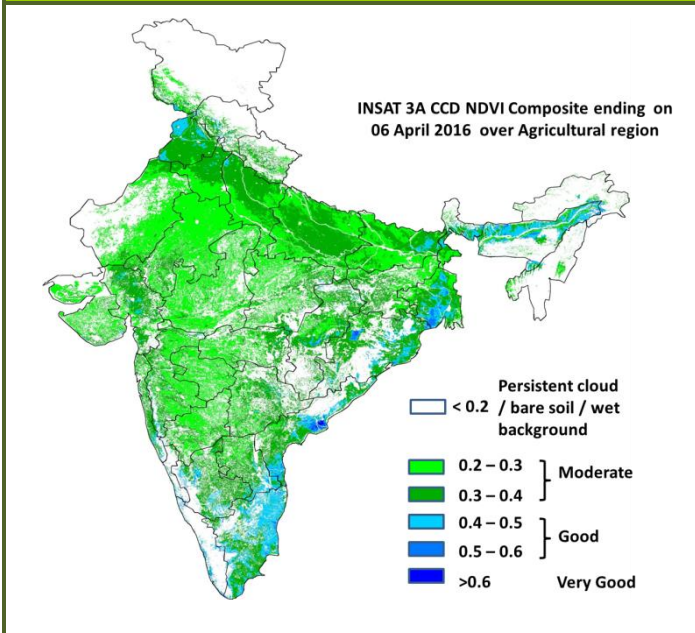 INSAT 3A CCD NDVI Composite ending on
06 April 2016 over Agricultural region
< 0.2 Persistent cloud
/ bare soil / wet
background
0.2 – 0.3
Moderate
0.3 – 0.4
0.4 – 0.5
Good
0.5 – 0.6
>0.6 Very Good